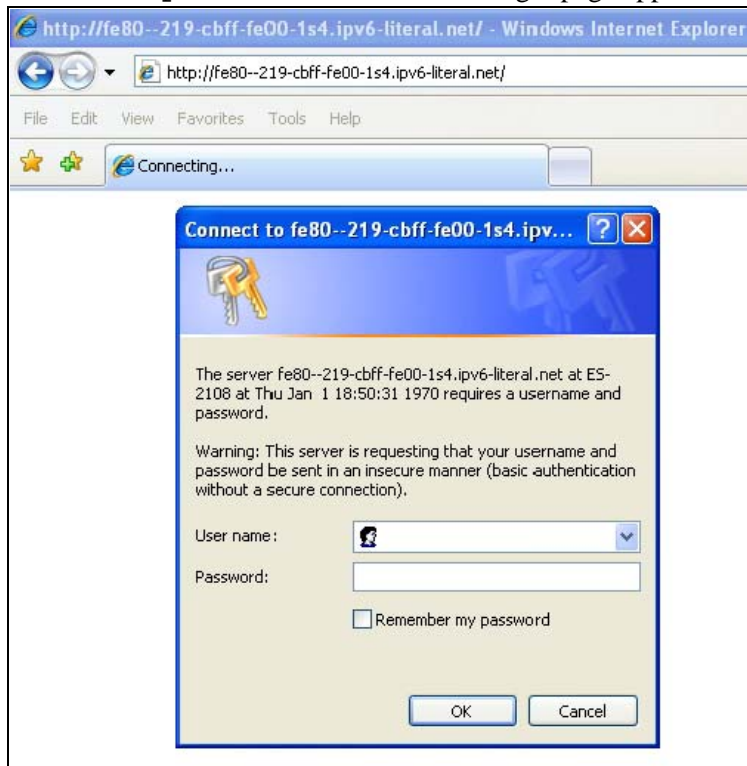 http://fe80--219-cbff-fe00-1s4.ipv6-literal.net/ - Windows Internet Explorer
http://fe80--219-cbff-fe00-1s4.ipv6-literal.net/
File Edit View Favorites Tools Help
Connecting...
Connect to fe80--219-cbff-fe00-1s4.ipv...
The server fe80--219-cbff-fe00-1s4.ipv6-literal.net at ES-
2108 at Thu Jan 1 18:50:31 1970 requires a username and
password.
Warning: This server is requesting that your username and
password be sent in an insecure manner (basic authentication
without a secure connection).
User name:
Password:
Remember my password
OK Cancel